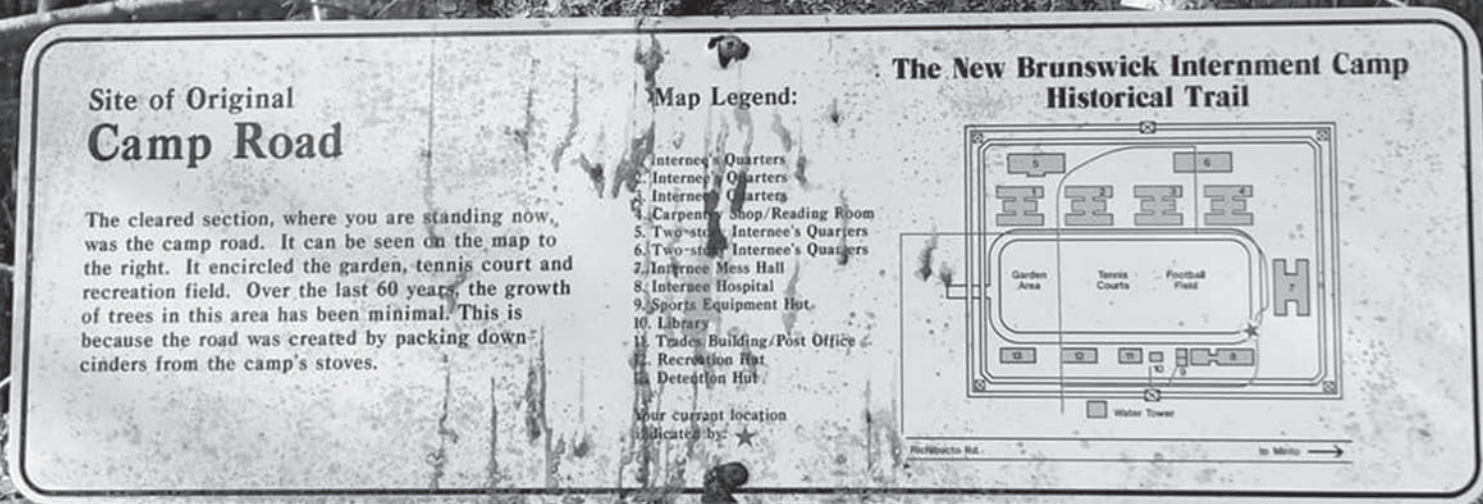 Site of Original
Camp Road
The cleared section, where you are standing now,
was the camp road. It can be seen on the map to
the right. It encircled the garden, tennis court and
recreation field. Over the last 60 years, the growth
of trees in this area has been minimal. This is
because the road was created by packing down
cinders from the camp's stoves.
Map Legend:
Internee's Quarters
2. Internee's Quarters
3. Internee's Quarters
4. Carpentry Shop/Reading Room
5. Two-story Internee's Quarters
6. Two-story Internee's Quarters
7. Internee Mess Hall
8. Internee Hospital
9. Sports Equipment Hut
10. Library
11. Trades Building/Post Office
12. Recreation Hut
Detention Hut
Your currant location
indicated by:
The New Brunswick Internment Camp
Historical Trail
5 6
1 2 3 4
Garden Area
Tennis Courts
Football Field
7
13 12 11 10 9 8
Water Tower
Richibucto Rd.
to Minto